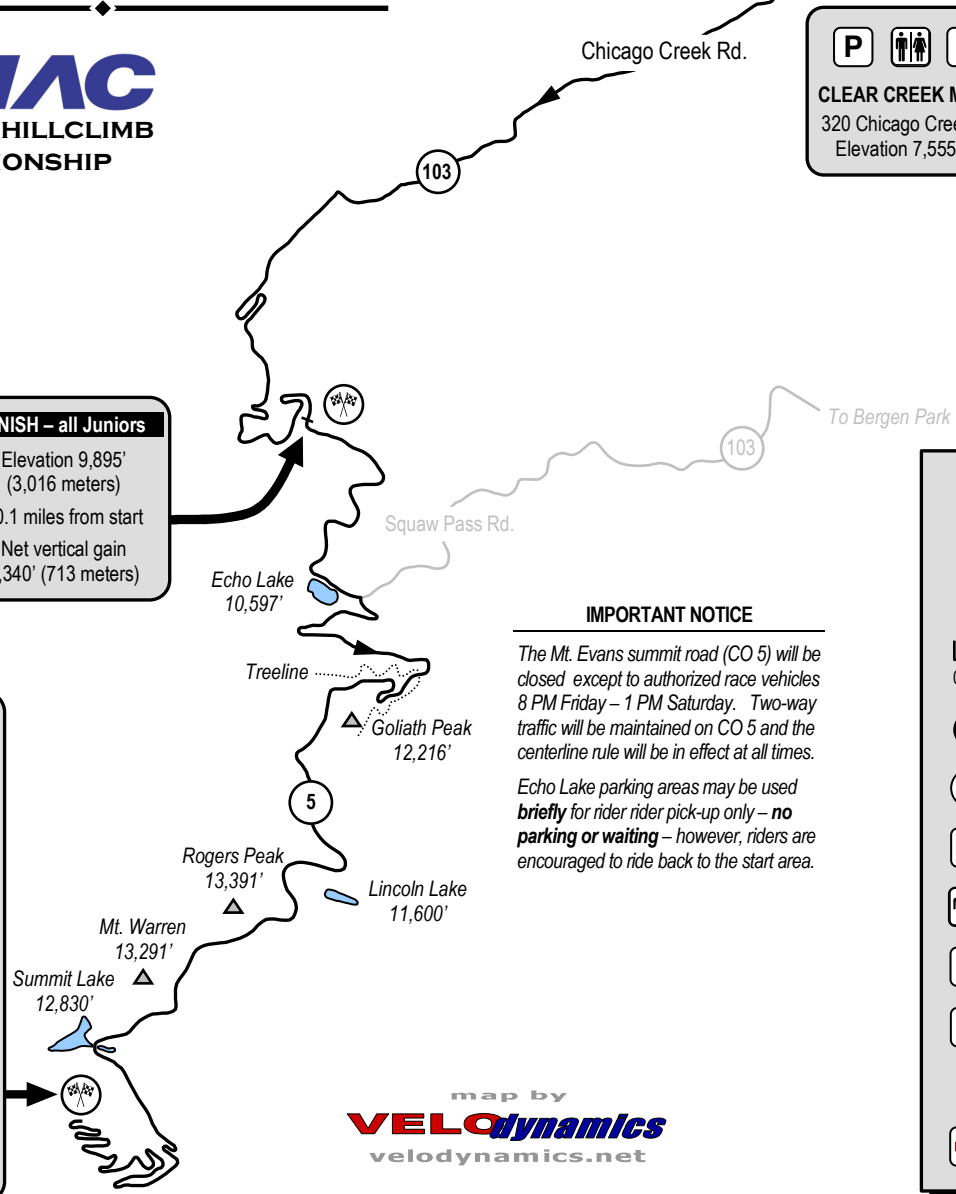 Chicago Creek Rd.
P
CLEAR CREEK
320 Chicago
Elevation 7,555
HILLCLIMB
103
– all Juniors
Elevation 9,895’
(3,016 meters)
miles from start
Net vertical gain
(713 meters)
To Bergen Park
103
Squaw Pass Rd.
Echo Lake
10,597’
Treeline
Goliath Peak
12,216’
5
Rogers Peak
13,391’
Lincoln Lake
11,600’
Mt. Warren
13,291’
Summit Lake
12,830’
IMPORTANT NOTICE
The Mt. Evans summit road (CO 5) will be
closed except to authorized race vehicles
8 PM Friday – 1 PM Saturday. Two-way
traffic will be maintained on CO 5 and the
centerline rule will be in effect at all times.
Echo Lake parking areas may be used
briefly for rider rider pick-up only – no
parking or waiting – however, riders are
encouraged to ride back to the start area.
map by
VELOdynamics
velodynamics.net